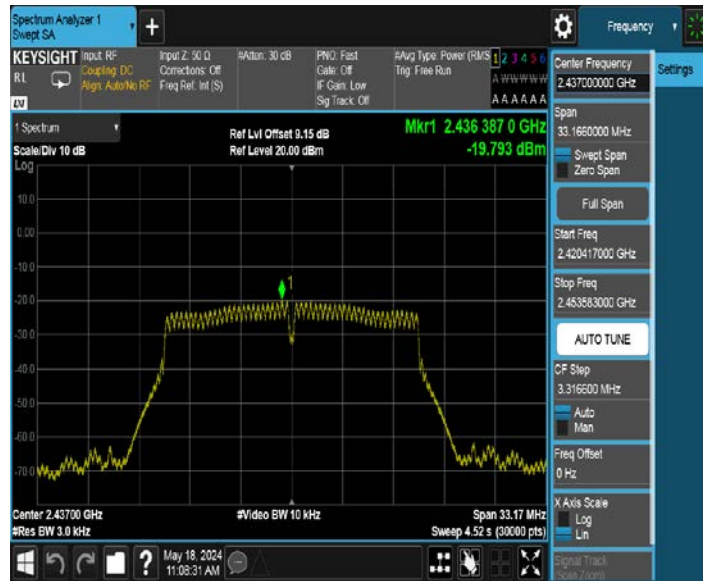 Spectrum Analyzer 1
Swept SA
+
Frequency
KEYSIGHT
RL
Input: RF
Coupling: DC
Align: Auto/No RF
Input Z: 50 Ω
Corrections: Off
Freq Ref: Int (S)
#Atten: 30 dB
PNO: Fast
Gate: Off
IF Gain: Low
Sig Track: Off
#Avg Type: Power (RMS
Trig: Free Run
1 2 3 4 5 6
A W W W W W
A A A A A A
Center Frequency
2.437000000 GHz
Settings
Span
33.1660000 MHz
Swept Span
Zero Span
Full Span
Start Freq
2.420417000 GHz
Stop Freq
2.453583000 GHz
AUTO TUNE
CF Step
3.316600 MHz
Auto
Man
Freq Offset
0 Hz
X Axis Scale
Log
Lin
Signal Track
(Span Zoom)
1 Spectrum
Scale/Div 10 dB
Log
Ref Lvl Offset 9.15 dB
Ref Level 20.00 dBm
Mkr1 2.436 387 0 GHz
-19.793 dBm
10.0
0.00
-10.0
-20.0
-30.0
-40.0
-50.0
-60.0
-70.0
1
Center 2.43700 GHz
#Res BW 3.0 kHz
#Video BW 10 kHz
Span 33.17 MHz
Sweep 4.52 s (30000 pts)
?
May 18, 2024
11:08:31 AM